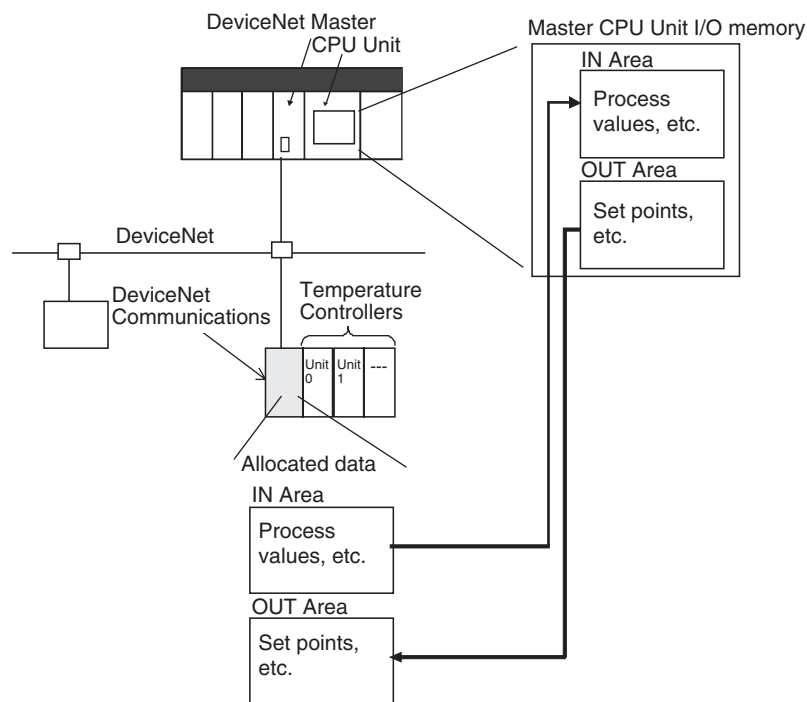 DeviceNet Master
CPU Unit
Master CPU Unit I/O memory
IN Area
Process
values, etc.
OUT Area
Set points,
etc.
DeviceNet
DeviceNet
Communications
Temperature
Controllers
Unit
0
Unit
1
---
Allocated data
IN Area
Process
values, etc.
OUT Area
Set points,
etc.